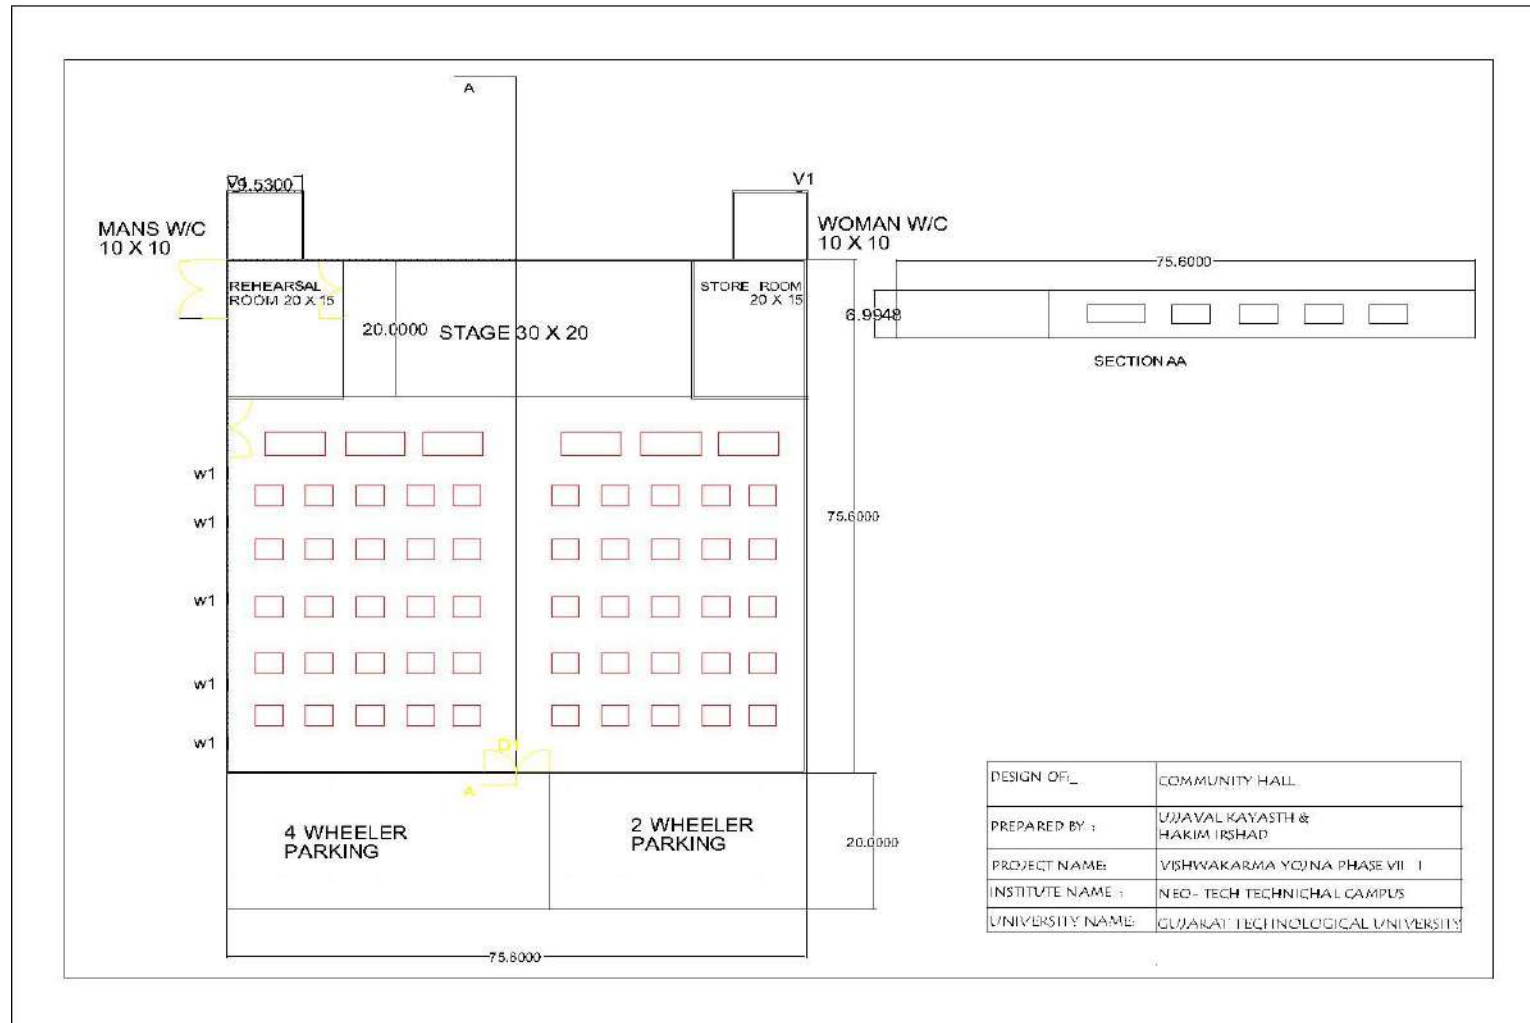 A
V1
9.5300
V1
MANS W/C
10 X 10
WOMAN W/C
10 X 10
REHEARSAL
ROOM 20 X 15
STORE ROOM
20 X 15
20.0000
STAGE 30 X 20
75.6000
6.9948
SECTION AA
w1
w1
75.6000
w1
w1
w1
D1
A
4 WHEELER
PARKING
2 WHEELER
PARKING
20.0000
75.6000
DESIGN OF:_
COMMUNITY HALL
PREPARED BY :
UJJAVAL KAYASTH &
HAKIM IRSHAD
PROJECT NAME:
VISHWAKARMA YOJNA PHASE VII
INSTITUTE NAME :
NEO- TECH TECHNICHAL CAMPUS
UNIVERSITY NAME:
GUJARAT TECHNOLOGICAL UNIVERSITY